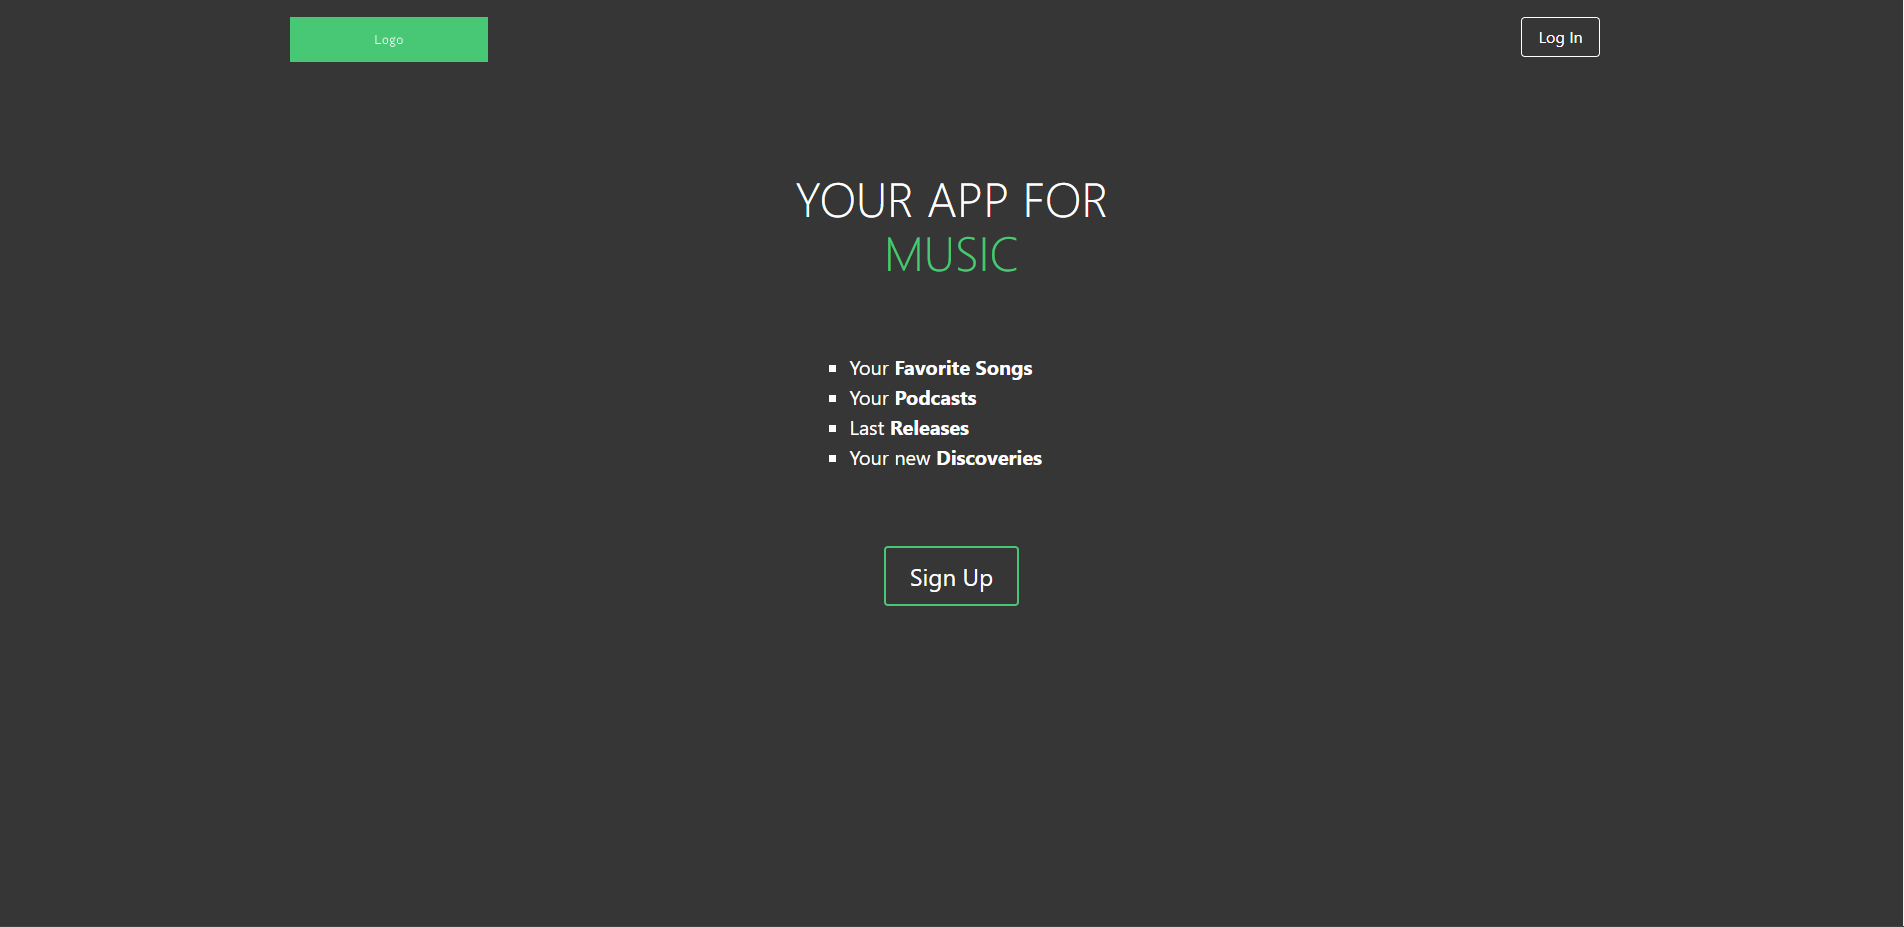 Logo
Log In
YOUR APP FOR
MUSIC
Your Favorite Songs
Your Podcasts
Last Releases
Your new Discoveries
Sign Up